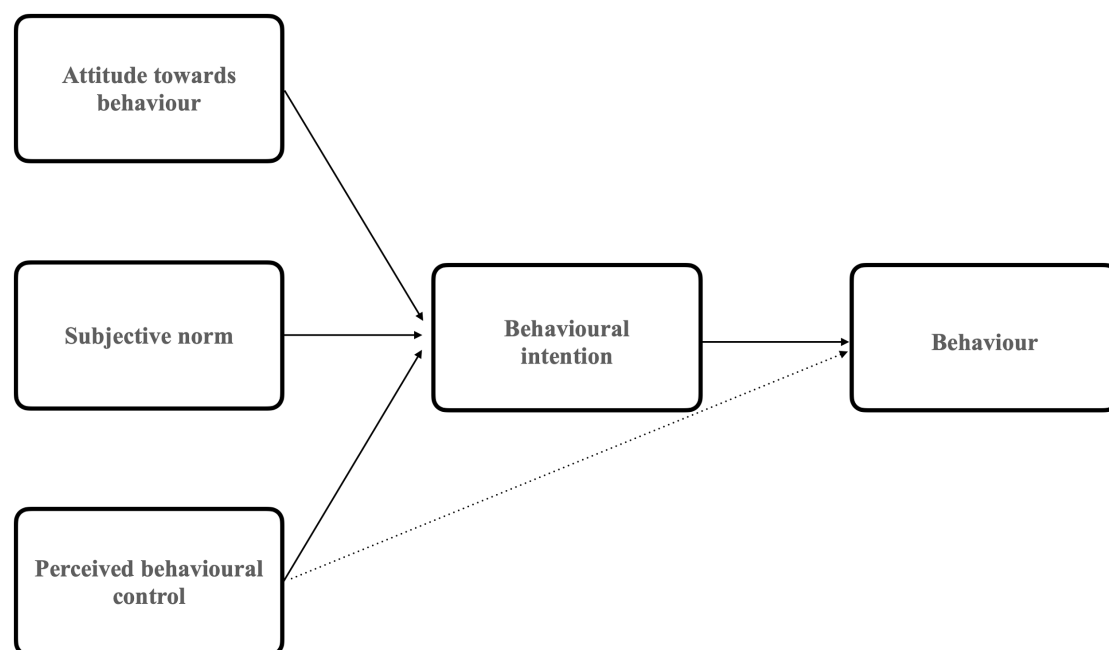 Attitude towards
behaviour
Subjective norm
Behavioural
intention
Behaviour
Perceived behavioural
control